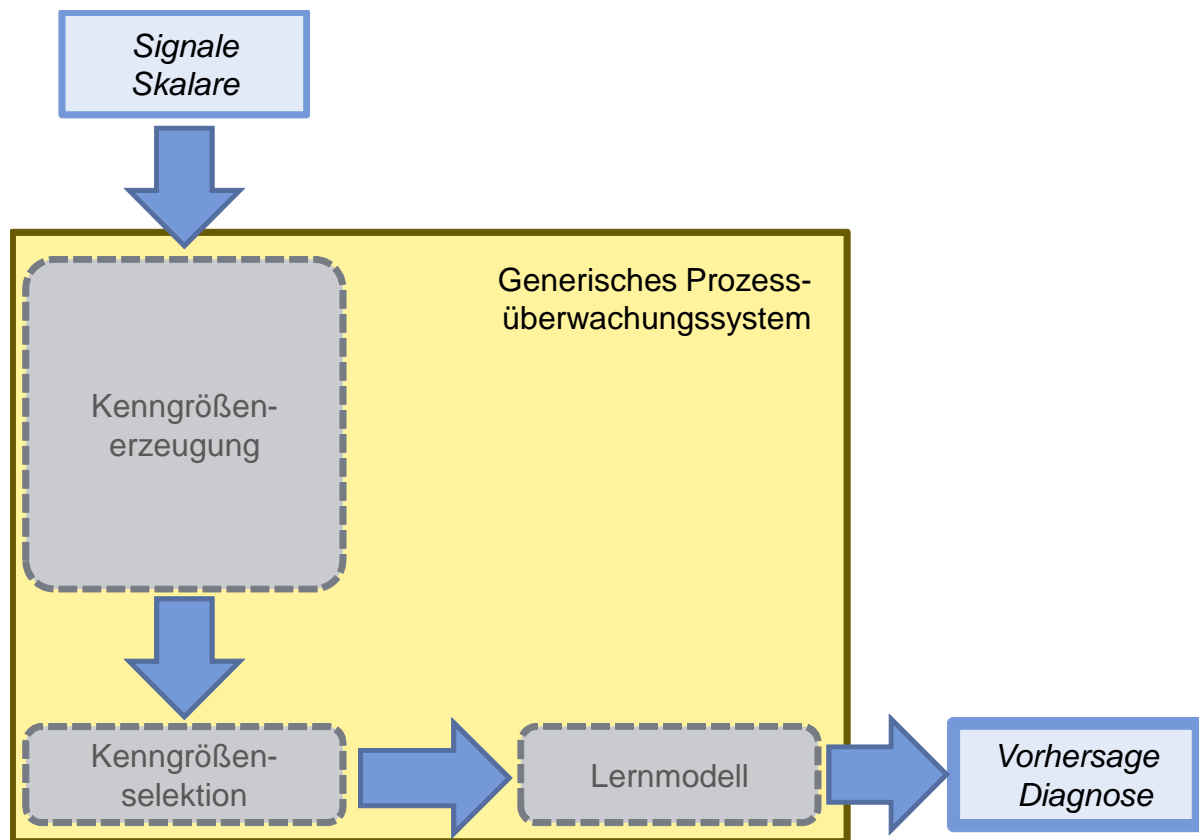 Signale
Skalare
Generisches Prozess-
überwachungssystem
Kenngrößen-
erzeugung
Kenngrößen-
selektion
Lernmodell
Vorhersage
Diagnose